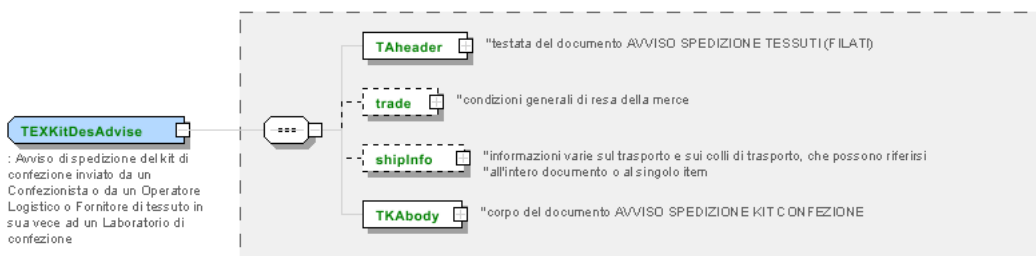 TAheader
"testata del documento AVVISO SPEDIZIONE TESSUTI (FILATI)
trade
"condizioni generali di resa della merce
TEXKitDesAdvise
: Avviso di spedizione del kit di
confezione inviato da un
Confezionista o da un Operatore
Logistico o Fornitore di tessuto in
sua vece ad un Laboratorio di
confezione
shipInfo
"informazioni varie sul trasporto e sui colli di trasporto, che possono riferirsi
"all'intero documento o al singolo item
TKAbody
"corpo del documento AVVISO SPEDIZIONE KIT CONFEZIONE